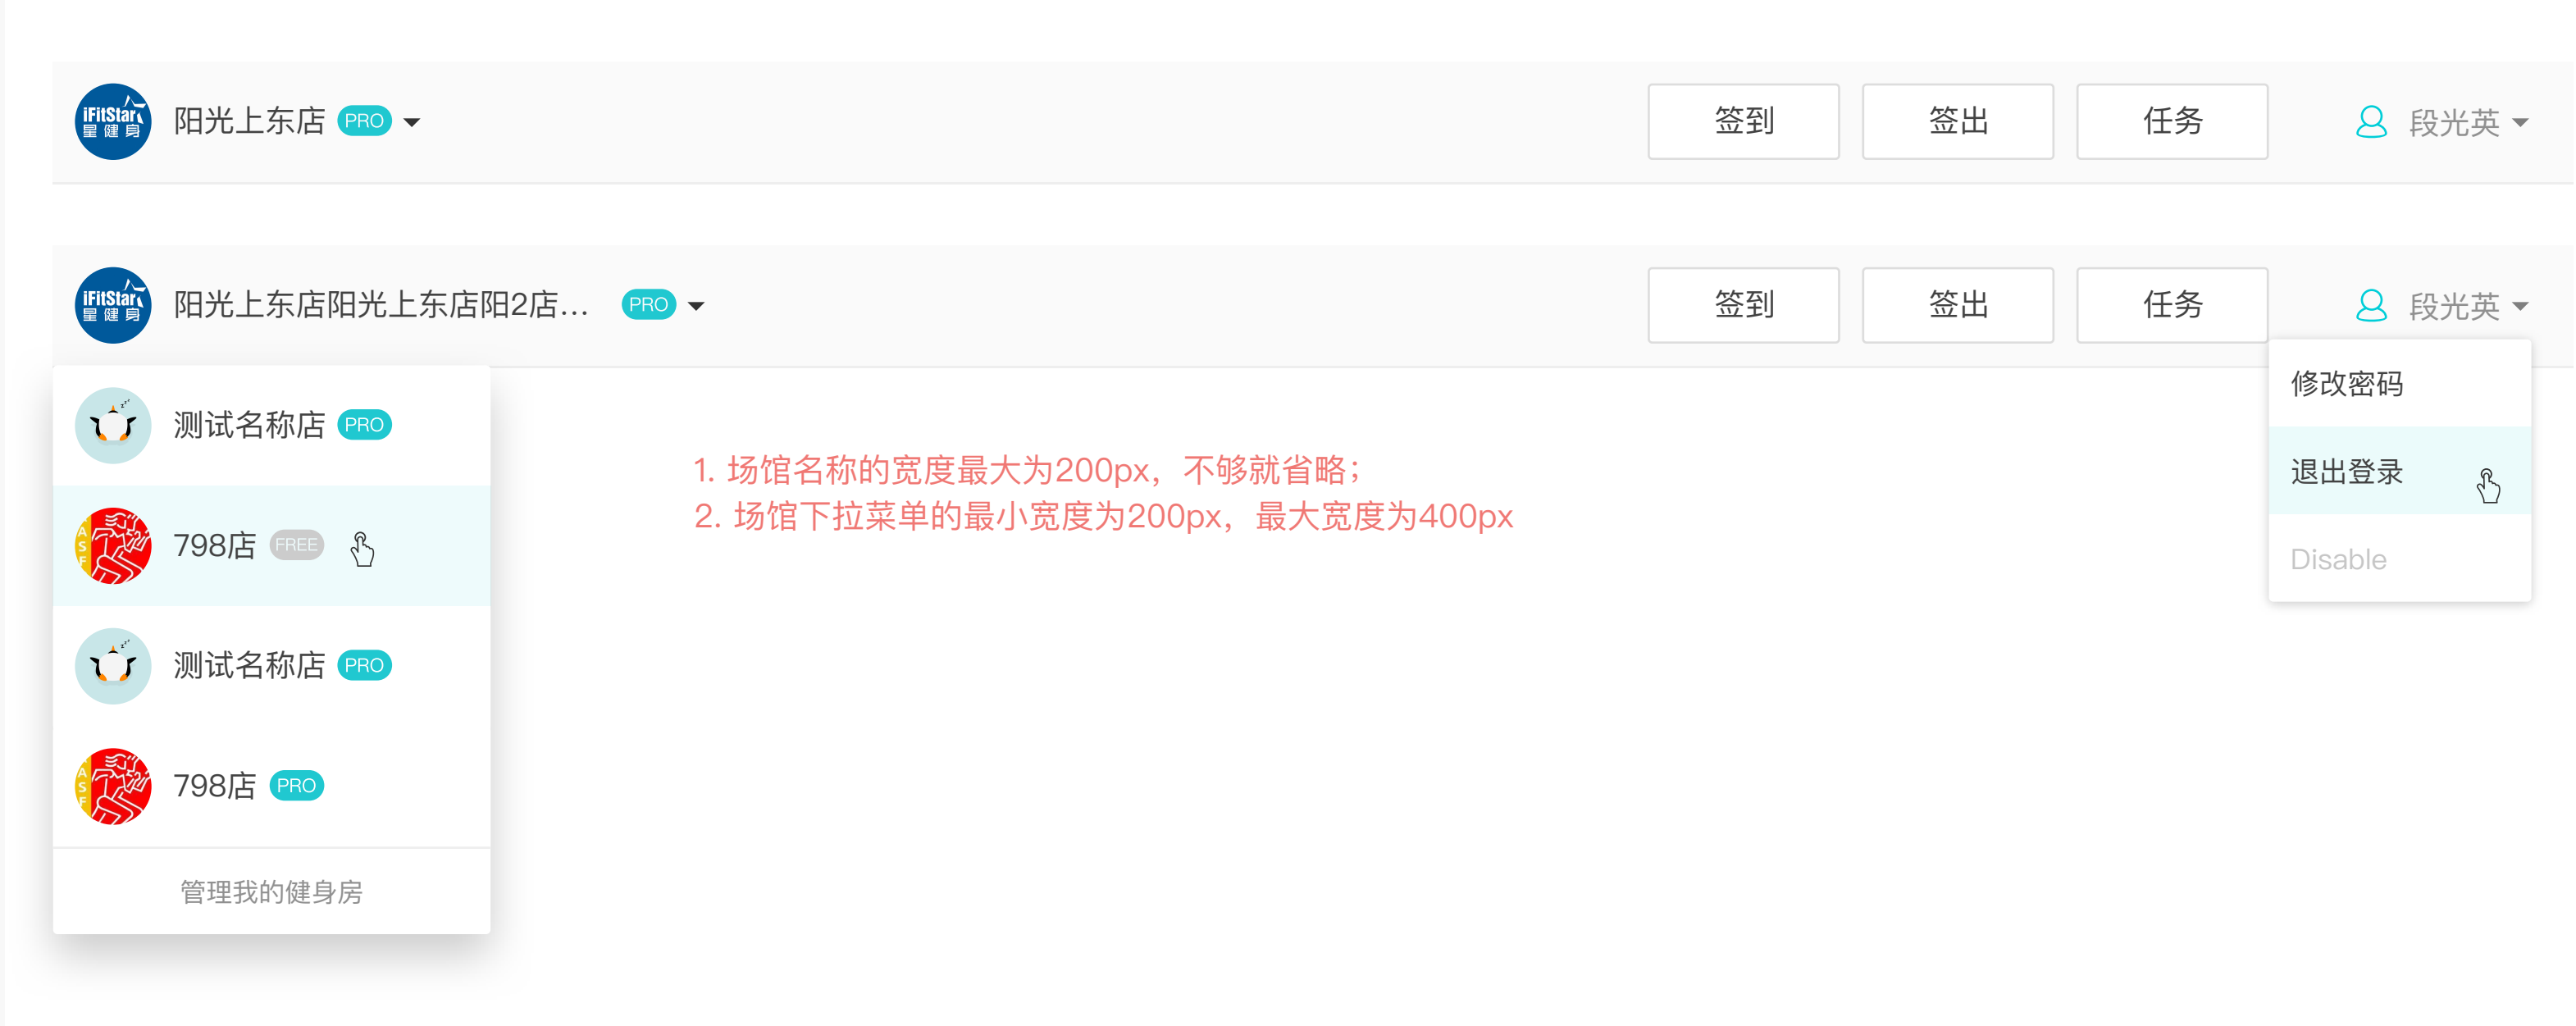 iFitStar
星健身
阳光上东店 PRO
签到
签出
任务
段光英
iFitStar
星健身
阳光上东店阳光上东店阳2店... PRO
签到
签出
任务
段光英
测试名称店 PRO
ASF
798店 FREE
测试名称店 PRO
ASF
798店 PRO
管理我的健身房
1. 场馆名称的宽度最大为200px，不够就省略；
2. 场馆下拉菜单的最小宽度为200px，最大宽度为400px
修改密码
退出登录
Disable